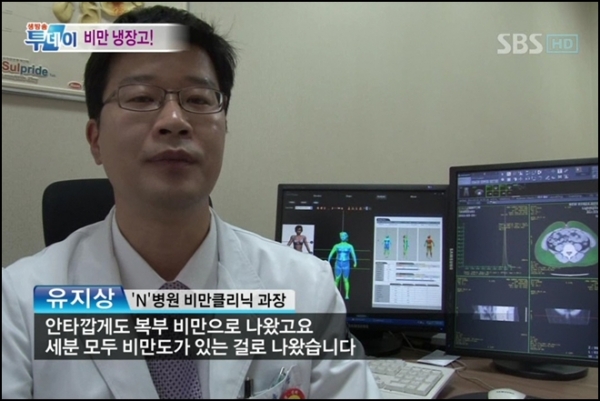 생방송
투데이 비만 냉장고!
SBS HD
Sulpride
유지상 'N'병원 비만클리닉 과장
안타깝게도 복부 비만으로 나왔고요
세분 모두 비만도가 있는 걸로 나왔습니다